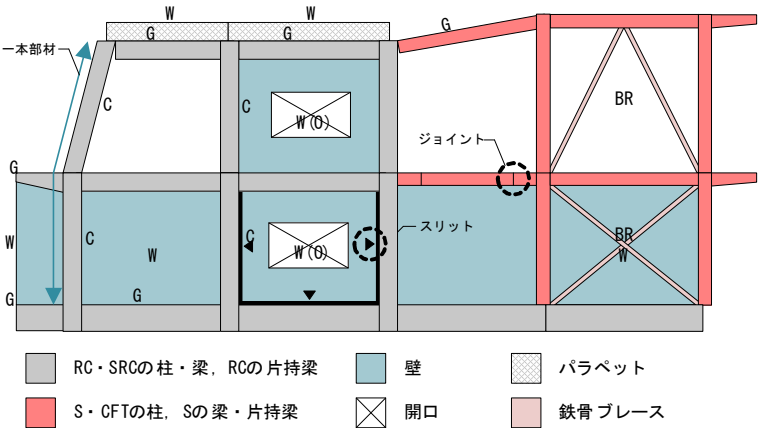 W
W
G
G
G
一本部材
C
C
W(O)
BR
ジョイント
G
W
C
W
C
W(O)
スリット
BR
W
G
G
RC・SRCの柱・梁，RCの片持梁
壁
パラペット
S・CFTの柱，Sの梁・片持梁
開口
鉄骨ブレース